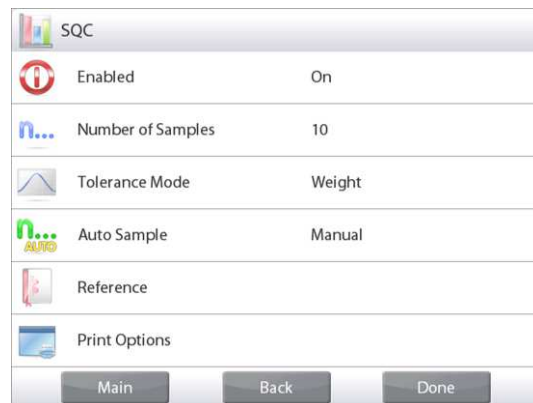 SQC
Enabled On
n... Number of Samples 10
Tolerance Mode Weight
n... AUTO Auto Sample Manual
Reference
Print Options
Main Back Done